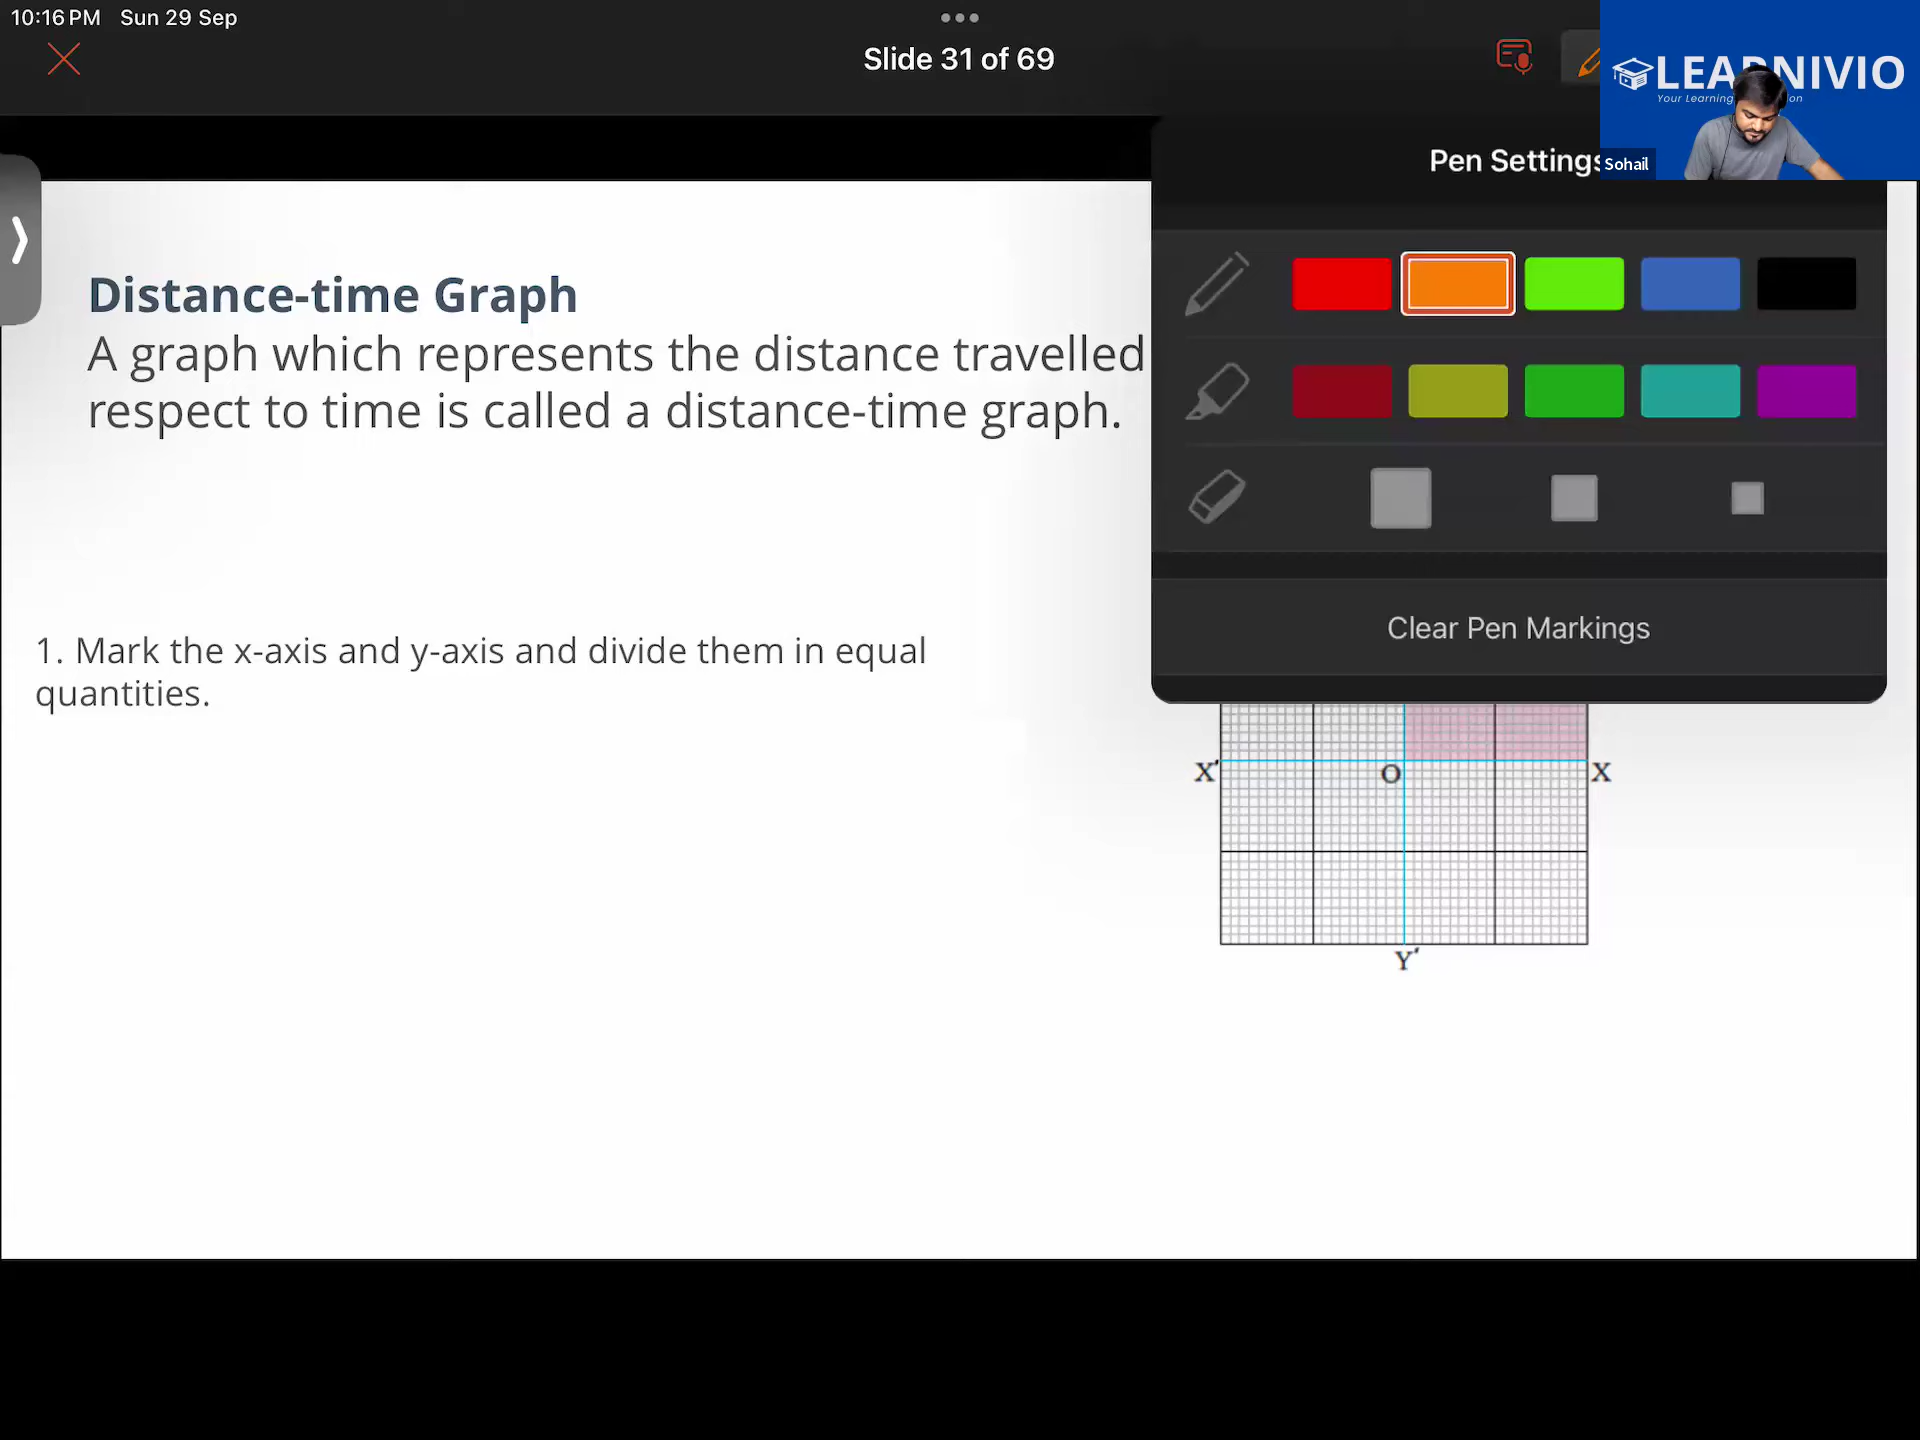 10:16 PM Sun 29 Sep
Slide 31 of 69
LEARNIVIO
Your Learning
Sohail
Pen Settings
Distance-time Graph
A graph which represents the distance travelled
respect to time is called a distance-time graph.
1. Mark the x-axis and y-axis and divide them in equal
quantities.
Clear Pen Markings
X′ O X
Y′